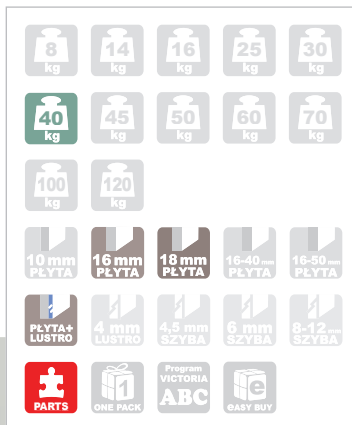 8 14 16 25 30
kg kg kg kg kg
40 45 50 60 70
kg kg kg kg kg
100 120
kg kg
10 mm 16 mm 18 mm 16-40 mm 16-50 mm
PŁYTA PŁYTA PŁYTA PŁYTA PŁYTA
PŁYTA+ 4 mm 4,5 mm 6 mm 8-12 mm
LUSTRO LUSTRO SZYBA SZYBA SZYBA
PARTS
1
ONE PACK
Program
VICTORIA
ABC
e
eASY BUY